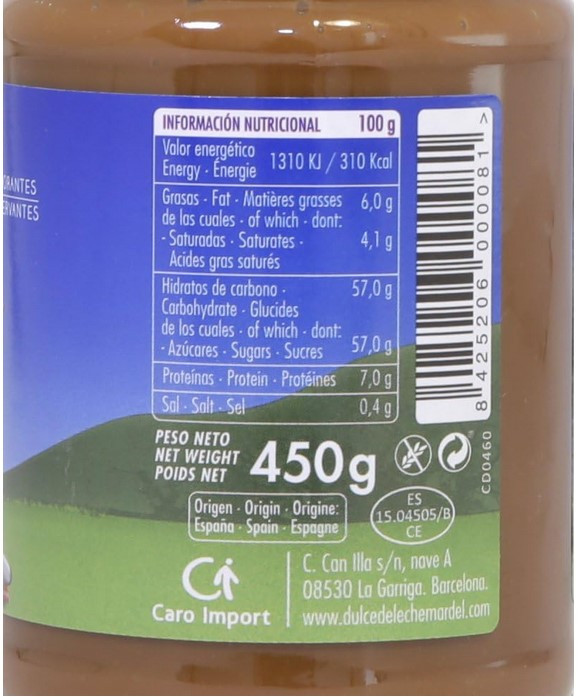 INFORMACIÓN NUTRICIONAL 100 g
Valor energético
Energy · Énergie 1310 KJ / 310 Kcal
Grasas · Fat · Matières grasses 6,0 g
de las cuales · of which · dont:
- Saturadas · Saturates ·
Acides gras saturés 4,1 g
Hidratos de carbono ·
Carbohydrate · Glucides 57,0 g
de los cuales · of which · dont:
- Azúcares · Sugars · Sucres 57,0 g
Proteínas · Protein · Protéines 7,0 g
Sal · Salt · Sel 0,4 g
PESO NETO
NET WEIGHT
POIDS NET
450g
Origen · Origin · Origine:
España · Spain · Espagne
ES
15.04505/B
CE
Caro Import
C. Can Illa s/n, nave A
08530 La Garriga. Barcelona.
www.dulcedelechemardel.com
8 425206 000081 >
CD0460